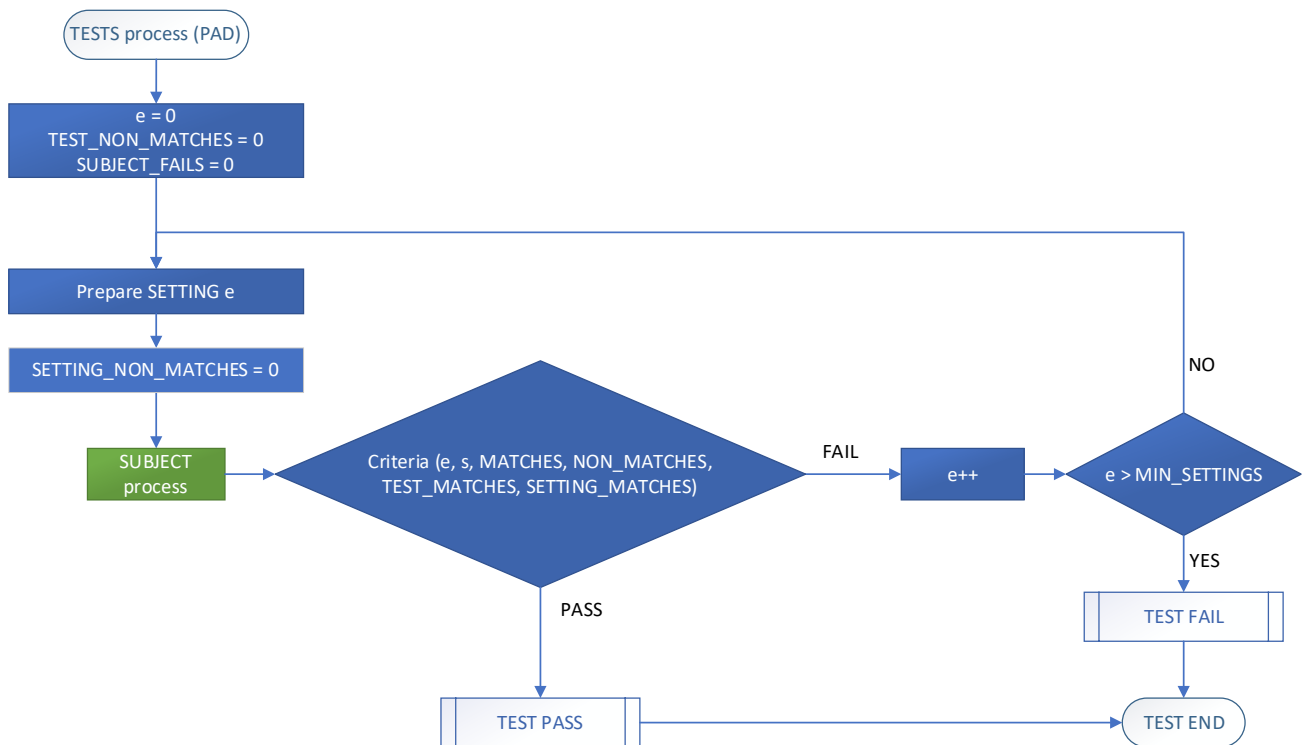 TESTS process (PAD)
e = 0
TEST_NON_MATCHES = 0
SUBJECT_FAILS = 0
Prepare SETTING e
SETTING_NON_MATCHES = 0
SUBJECT
process
Criteria (e, s, MATCHES, NON_MATCHES,
TEST_MATCHES, SETTING_MATCHES)
FAIL
e++
e > MIN_SETTINGS
NO
YES
PASS
TEST FAIL
TEST PASS
TEST END